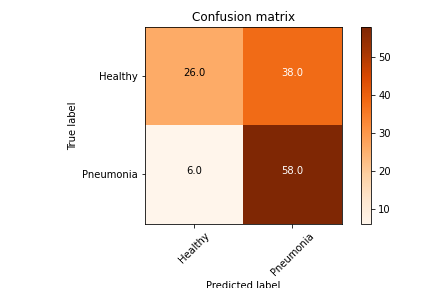 Confusion matrix
Healthy
26.0
38.0
50
40
30
20
10
True label
Pneumonia
6.0
58.0
Healthy
Pneumonia
Predicted label